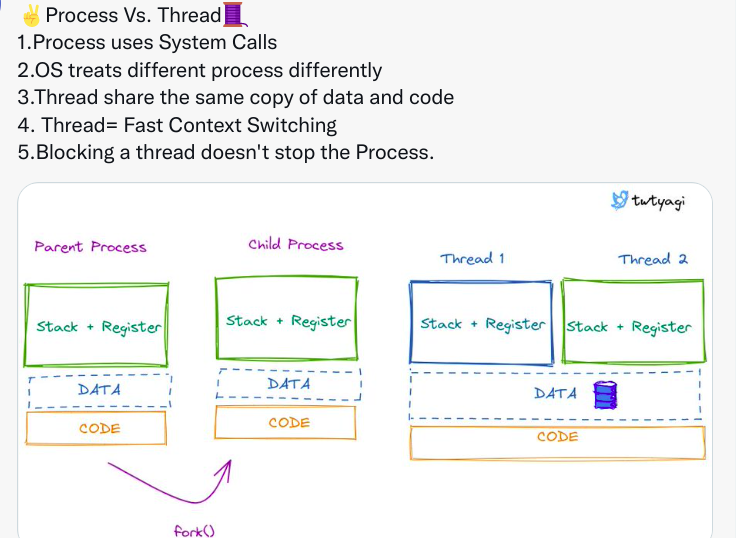 ✌️Process Vs. Thread🧵
1.Process uses System Calls
2.OS treats different process differently
3.Thread share the same copy of data and code
4. Thread= Fast Context Switching
5.Blocking a thread doesn't stop the Process.
twtyagi
Parent Process
Child Process
Thread 1
Thread 2
Stack + Register
Stack + Register
Stack + Register
Stack + Register
DATA
DATA
DATA
CODE
CODE
CODE
fork()